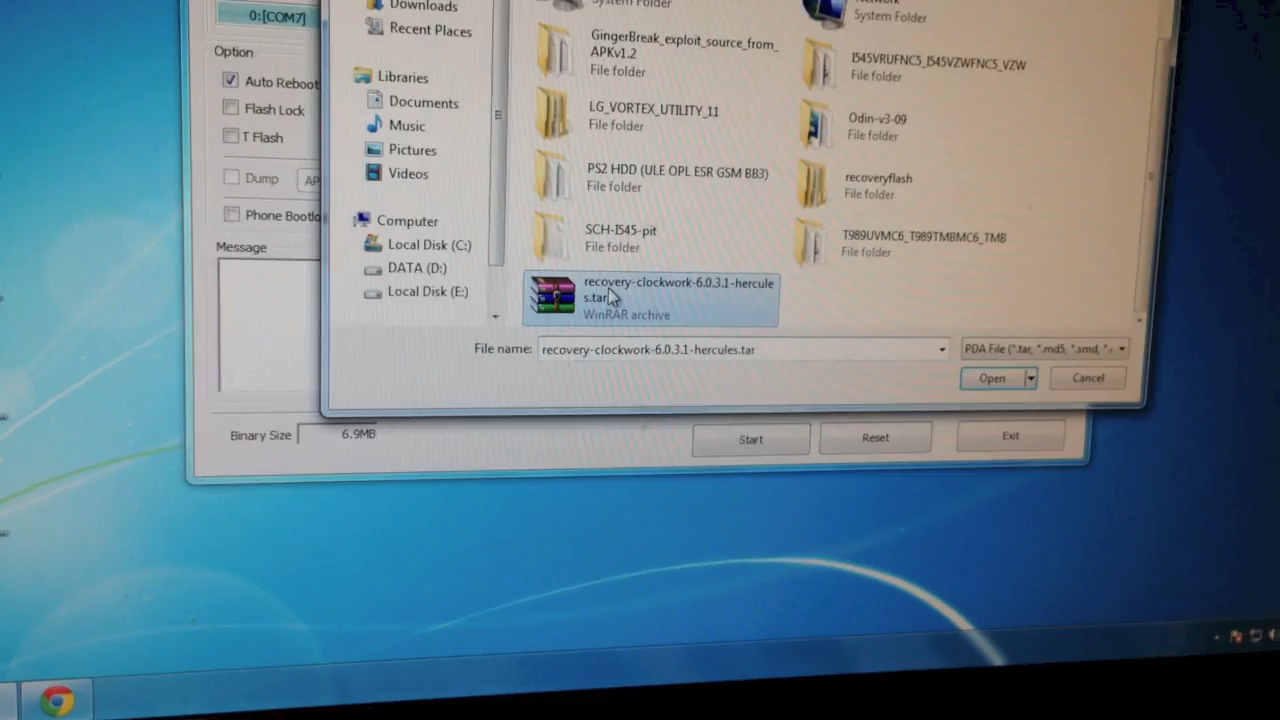 0:[COM7]
Option
Auto Reboot
Flash Lock
T Flash
Dump
AP
Phone Bootlo
Message
Binary Size
6.9MB
Downloads
Recent Places
Libraries
Documents
Music
Pictures
Videos
Computer
Local Disk (C:)
DATA (D:)
Local Disk (E:)
System Folder
System Folder
GingerBreak_exploit_source_from_
APKv1.2
File folder
I545VRUFNC5_I545VZWFNC5_VZW
File folder
LG_VORTEX_UTILITY_11
File folder
Odin-v3-09
File folder
PS2 HDD (ULE OPL ESR GSM BB3)
File folder
recoveryflash
File folder
SCH-I545-pit
File folder
T989UVMC6_T989TMBMC6_TMB
File folder
recovery-clockwork-6.0.3.1-hercule
s.tar
WinRAR archive
File name:
recovery-clockwork-6.0.3.1-hercules.tar
PDA File (*.tar, *.md5, *.smd, *.
Open
Cancel
Start
Reset
Exit